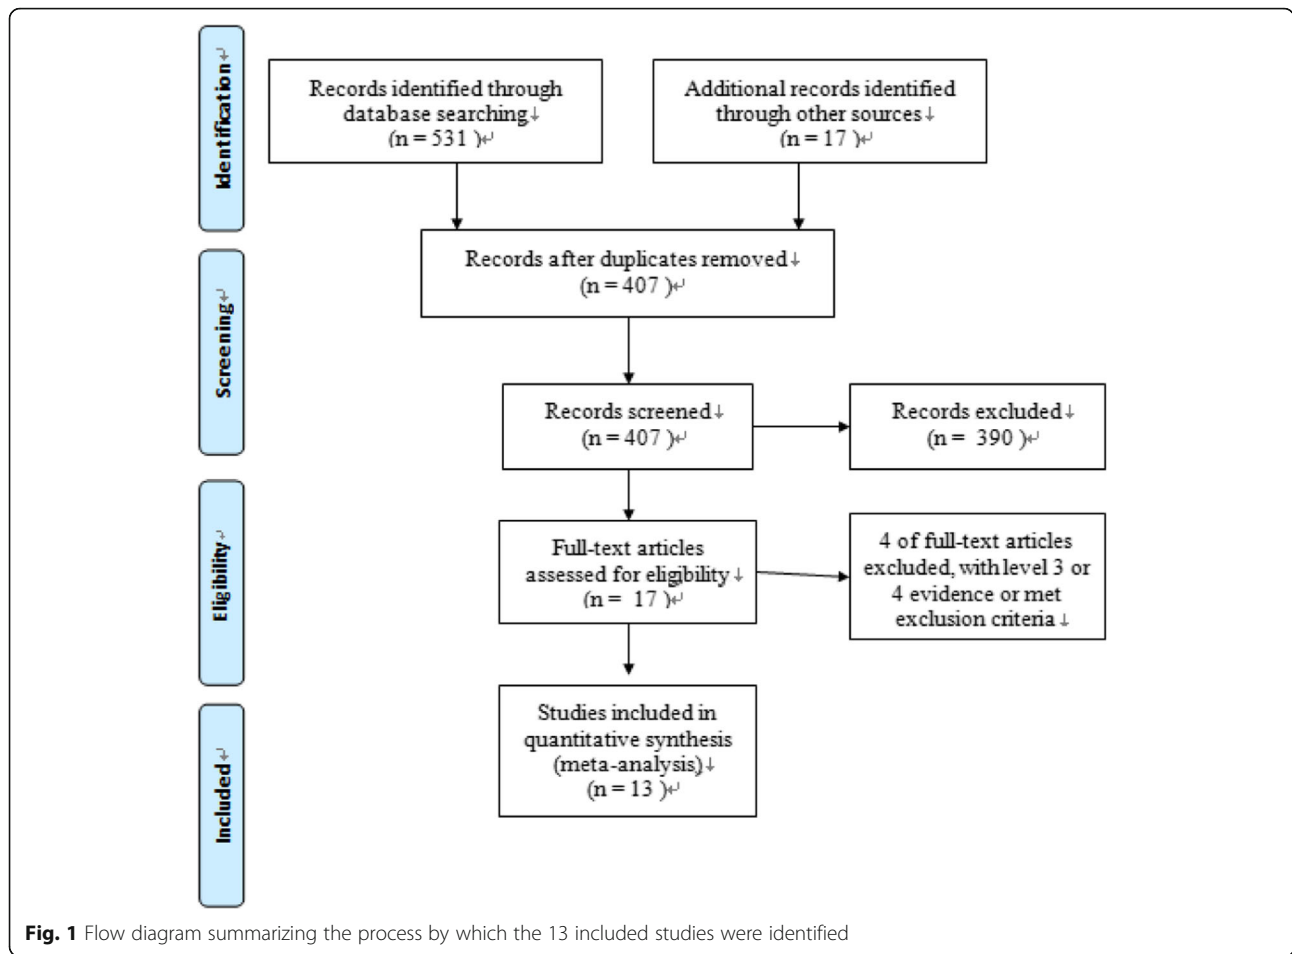 Identification↵
Records identified through
database searching↓
(n = 531 )↵
Additional records identified
through other sources↓
(n = 17 )↵
Screening↵
Records after duplicates removed↓
(n = 407 )↵
Records screened↓
(n = 407 )↵
Records excluded↓
(n = 390 )↵
Eligibility↵
Full-text articles
assessed for eligibility↓
(n = 17 )↵
4 of full-text articles
excluded, with level 3 or
4 evidence or met
exclusion criteria↓
Included↵
Studies included in
quantitative synthesis
(meta-analysis)↓
(n = 13 )↵
Fig. 1 Flow diagram summarizing the process by which the 13 included studies were identified